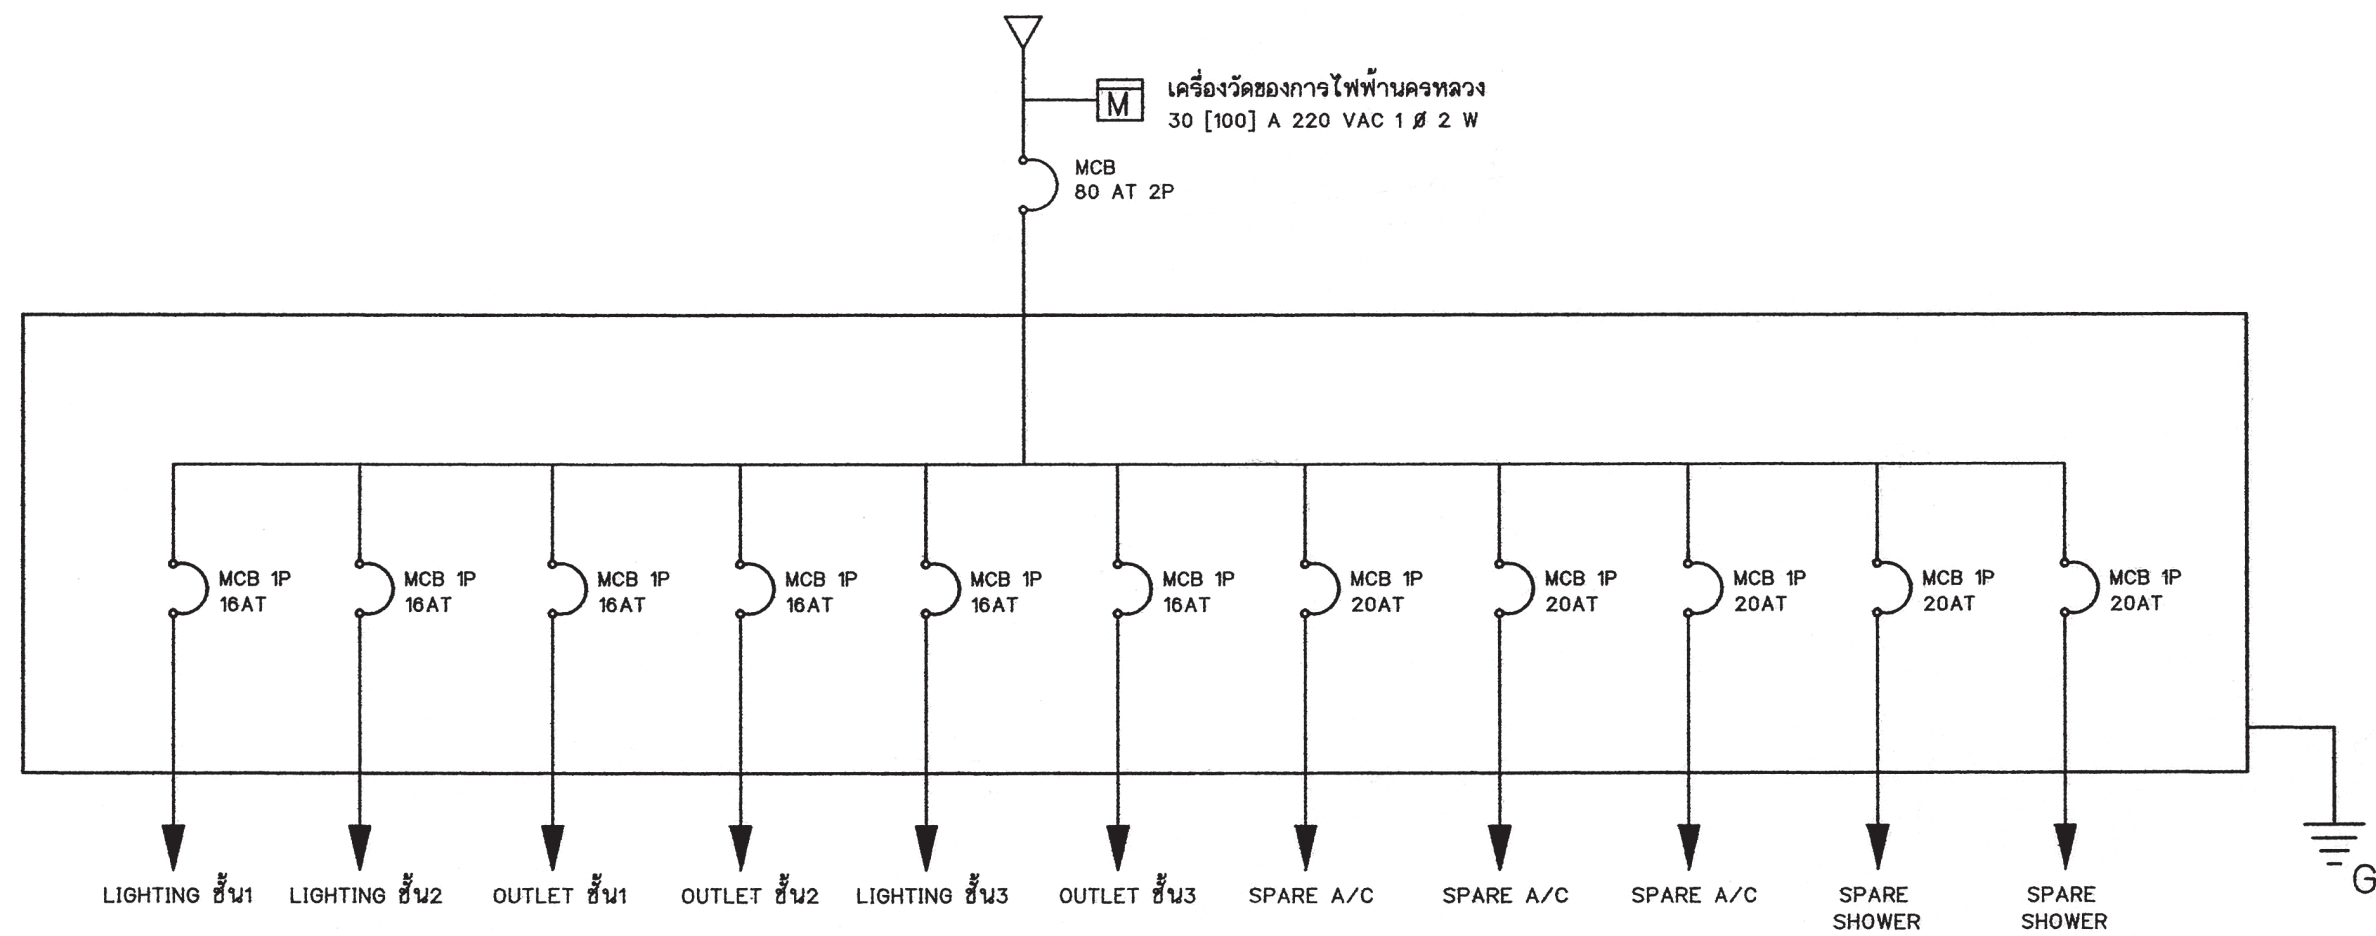 M
เครื่องวัดของการไฟฟ้านครหลวง
30 [100] A 220 VAC 1 Ø 2 W
MCB
80 AT 2P
MCB 1P
16AT
MCB 1P
16AT
MCB 1P
16AT
MCB 1P
16AT
MCB 1P
16AT
MCB 1P
16AT
MCB 1P
20AT
MCB 1P
20AT
MCB 1P
20AT
MCB 1P
20AT
MCB 1P
20AT
LIGHTING ชั้น1
LIGHTING ชั้น2
OUTLET ชั้น1
OUTLET ชั้น2
LIGHTING ชั้น3
OUTLET ชั้น3
SPARE A/C
SPARE A/C
SPARE A/C
SPARE
SHOWER
SPARE
SHOWER
G